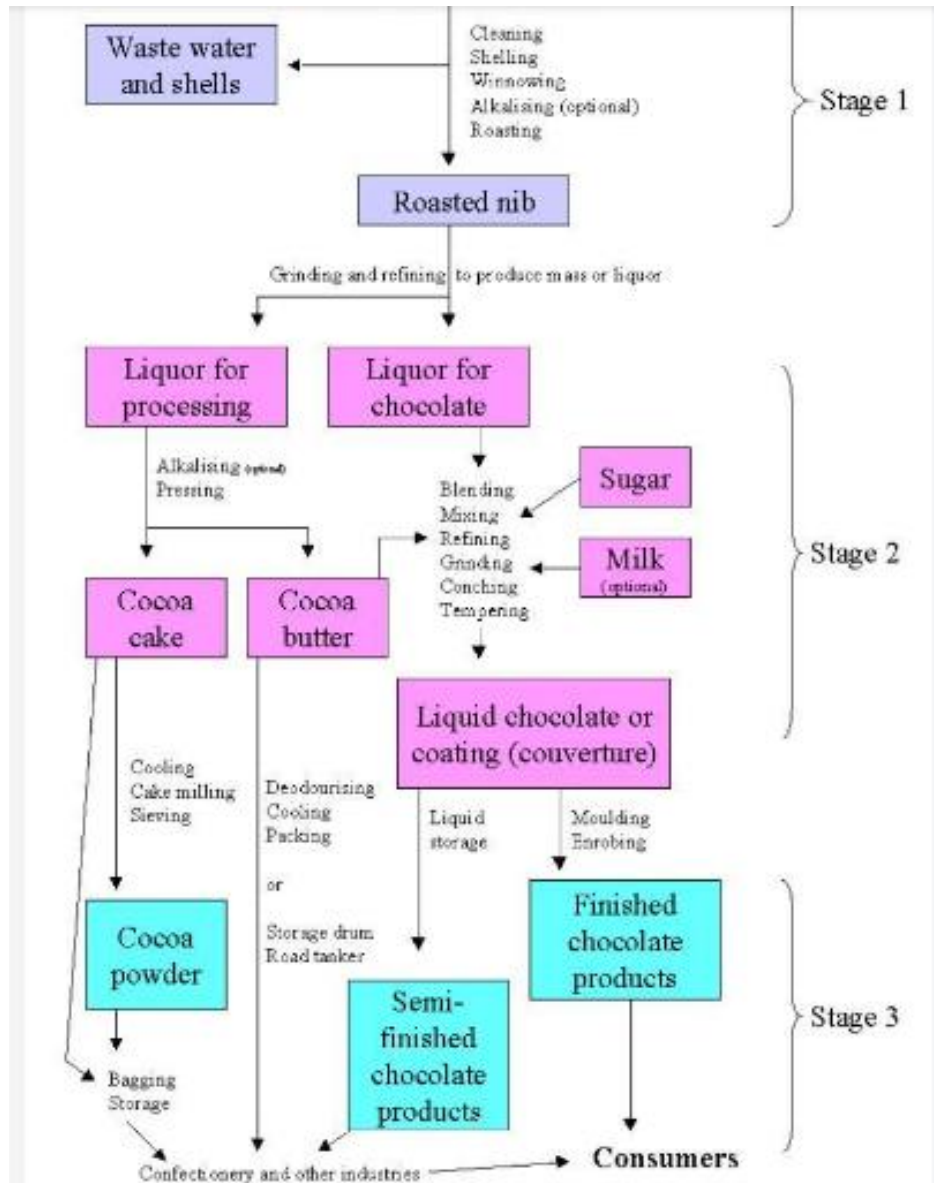 Waste water
and shells
Cleaning
Shelling
Winnowing
Alkalising (optional)
Roasting
Stage 1
Roasted nib
Grinding and refining to produce mass or liquor
Liquor for
processing
Liquor for
chocolate
Alkalising (optional)
Pressing
Blending
Mixing
Refining
Grinding
Conching
Tempering
Sugar
Milk
(optional)
Stage 2
Cocoa
cake
Cocoa
butter
Liquid chocolate or
coating (couverture)
Cooling
Cake milling
Sieving
Deodourising
Cooling
Packing
or
Storage drum
Road tanker
Liquid
storage
Moulding
Enrobing
Cocoa
powder
Finished
chocolate
products
Semi-
finished
chocolate
products
Stage 3
Bagging
Storage
Confectionery and other industries
Consumers